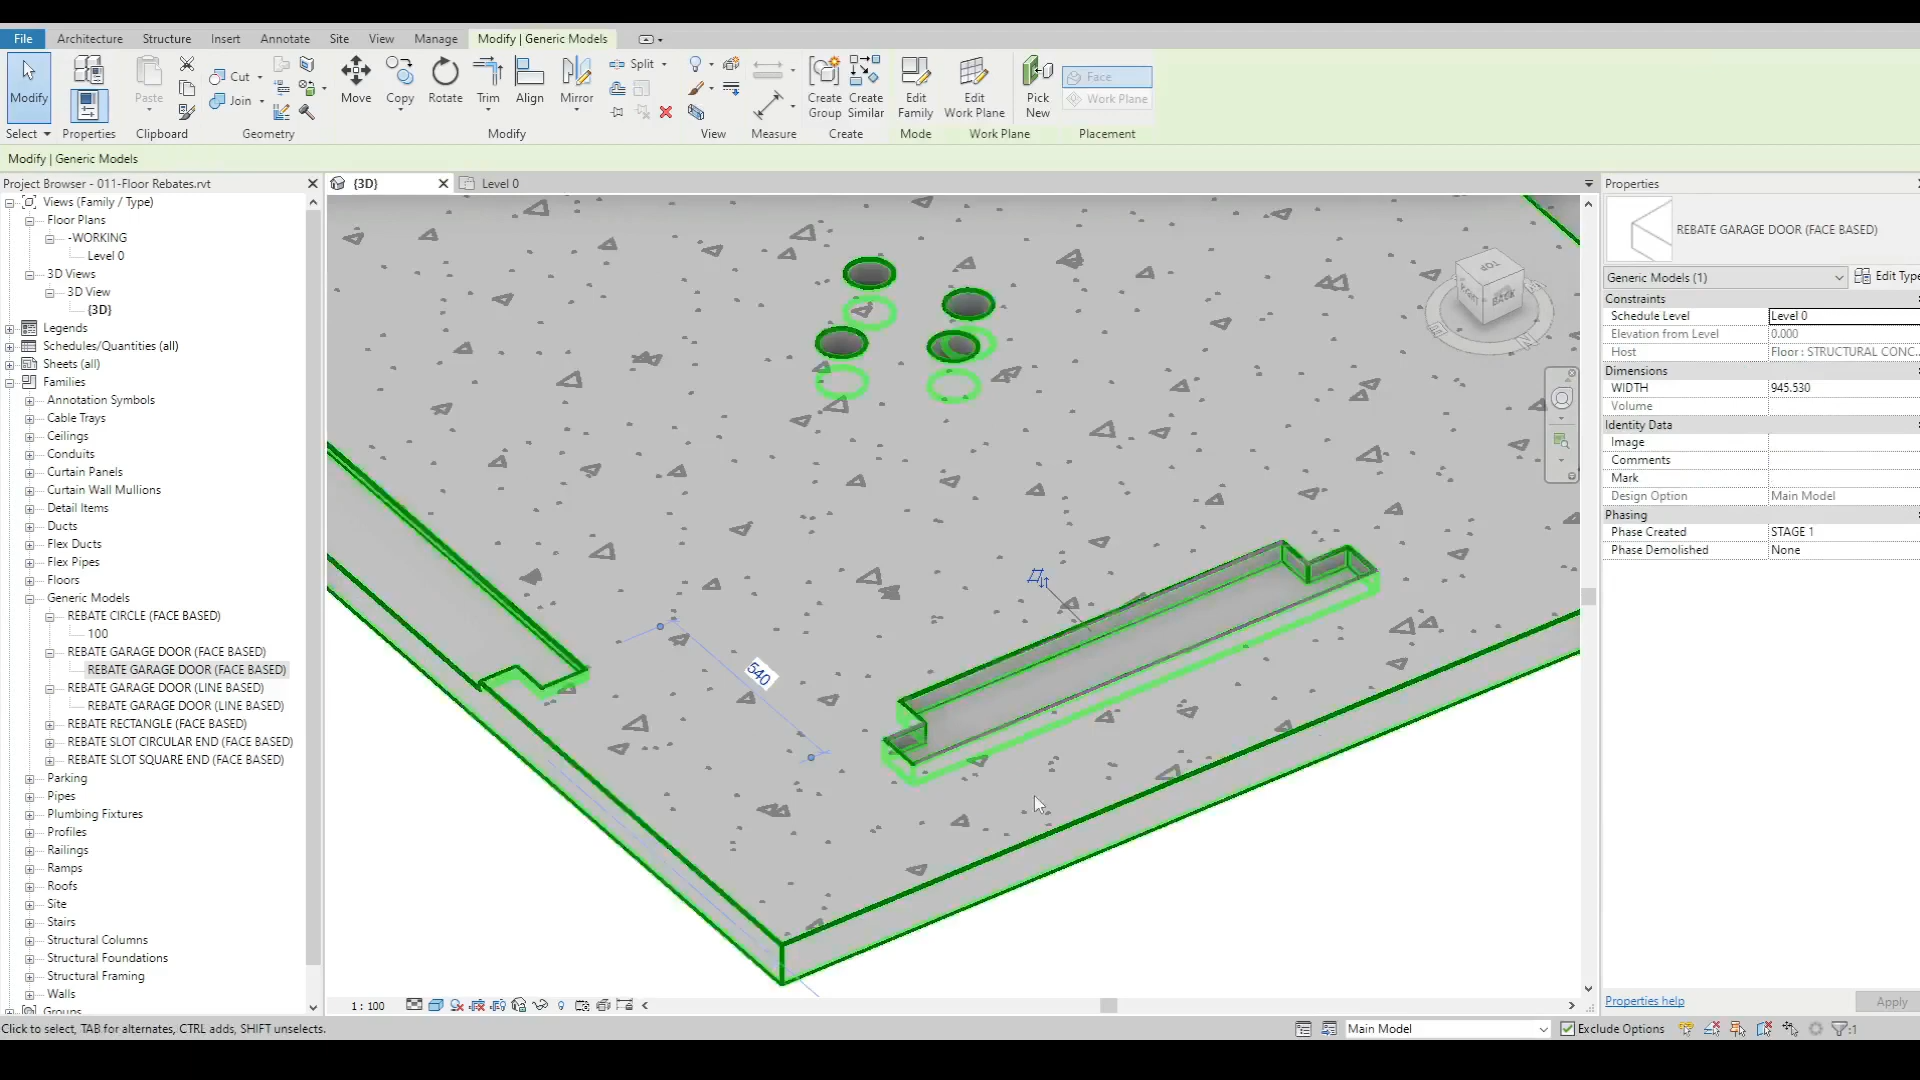 File Architecture Structure Insert Annotate Site View Manage Modify | Generic Models
Modify Paste Cut Join Move Copy Rotate Trim Align Mirror Split Create Group Create Similar Edit Family Edit Work Plane Pick New Face Work Plane
Select Properties Clipboard Geometry Modify View Measure Create Mode Work Plane Placement
Modify | Generic Models
Project Browser - 011-Floor Rebates.rvt
Views (Family / Type)
Floor Plans
-WORKING
Level 0
3D Views
3D View
{3D}
Legends
Schedules/Quantities (all)
Sheets (all)
Families
Annotation Symbols
Cable Trays
Ceilings
Conduits
Curtain Panels
Curtain Wall Mullions
Detail Items
Ducts
Flex Ducts
Flex Pipes
Floors
Generic Models
REBATE CIRCLE (FACE BASED)
100
REBATE GARAGE DOOR (FACE BASED)
REBATE GARAGE DOOR (FACE BASED)
REBATE GARAGE DOOR (LINE BASED)
REBATE GARAGE DOOR (LINE BASED)
REBATE RECTANGLE (FACE BASED)
REBATE SLOT CIRCULAR END (FACE BASED)
REBATE SLOT SQUARE END (FACE BASED)
Parking
Pipes
Plumbing Fixtures
Profiles
Railings
Ramps
Roofs
Site
Stairs
Structural Columns
Structural Foundations
Structural Framing
Walls
Groups
{3D} Level 0
TOP
BACK
540
1 : 100
Properties
REBATE GARAGE DOOR (FACE BASED)
Generic Models (1) Edit Type
Constraints
Schedule Level Level 0
Elevation from Level 0.000
Host Floor : STRUCTURAL CONC...
Dimensions
WIDTH 945.530
Volume
Identity Data
Image
Comments
Mark
Design Option Main Model
Phasing
Phase Created STAGE 1
Phase Demolished None
Properties help Apply
Click to select, TAB for alternates, CTRL adds, SHIFT unselects. Main Model Exclude Options :1